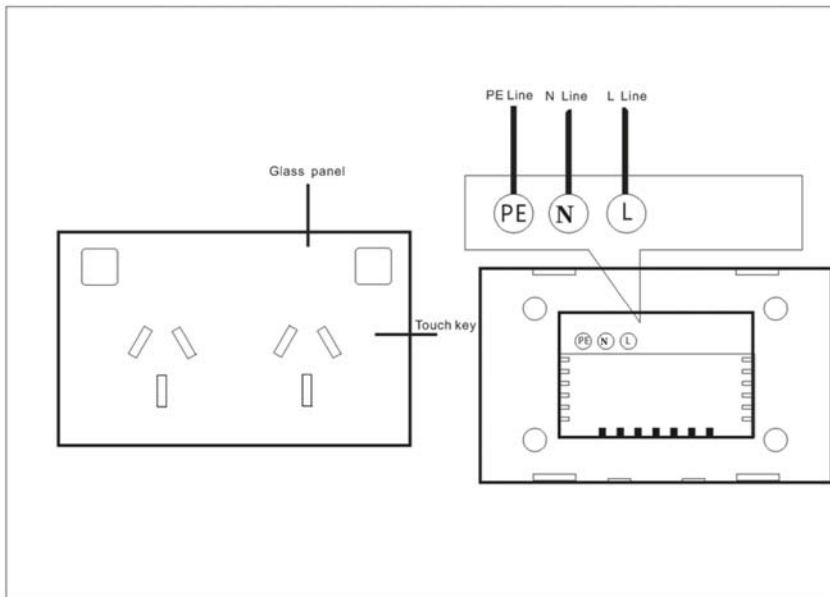 PE Line N Line L Line
Glass panel
PE N L
Touch key
PE N L